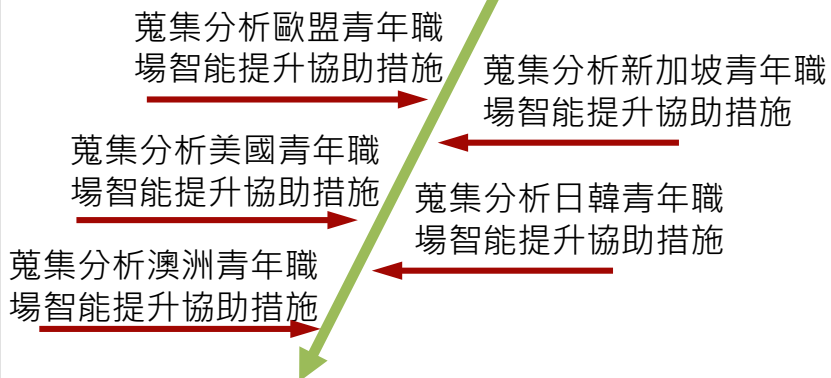 蒐集分析歐盟青年職
場智能提升協助措施
蒐集分析新加坡青年職
場智能提升協助措施
蒐集分析美國青年職
場智能提升協助措施
蒐集分析日韓青年職
場智能提升協助措施
蒐集分析澳洲青年職
場智能提升協助措施